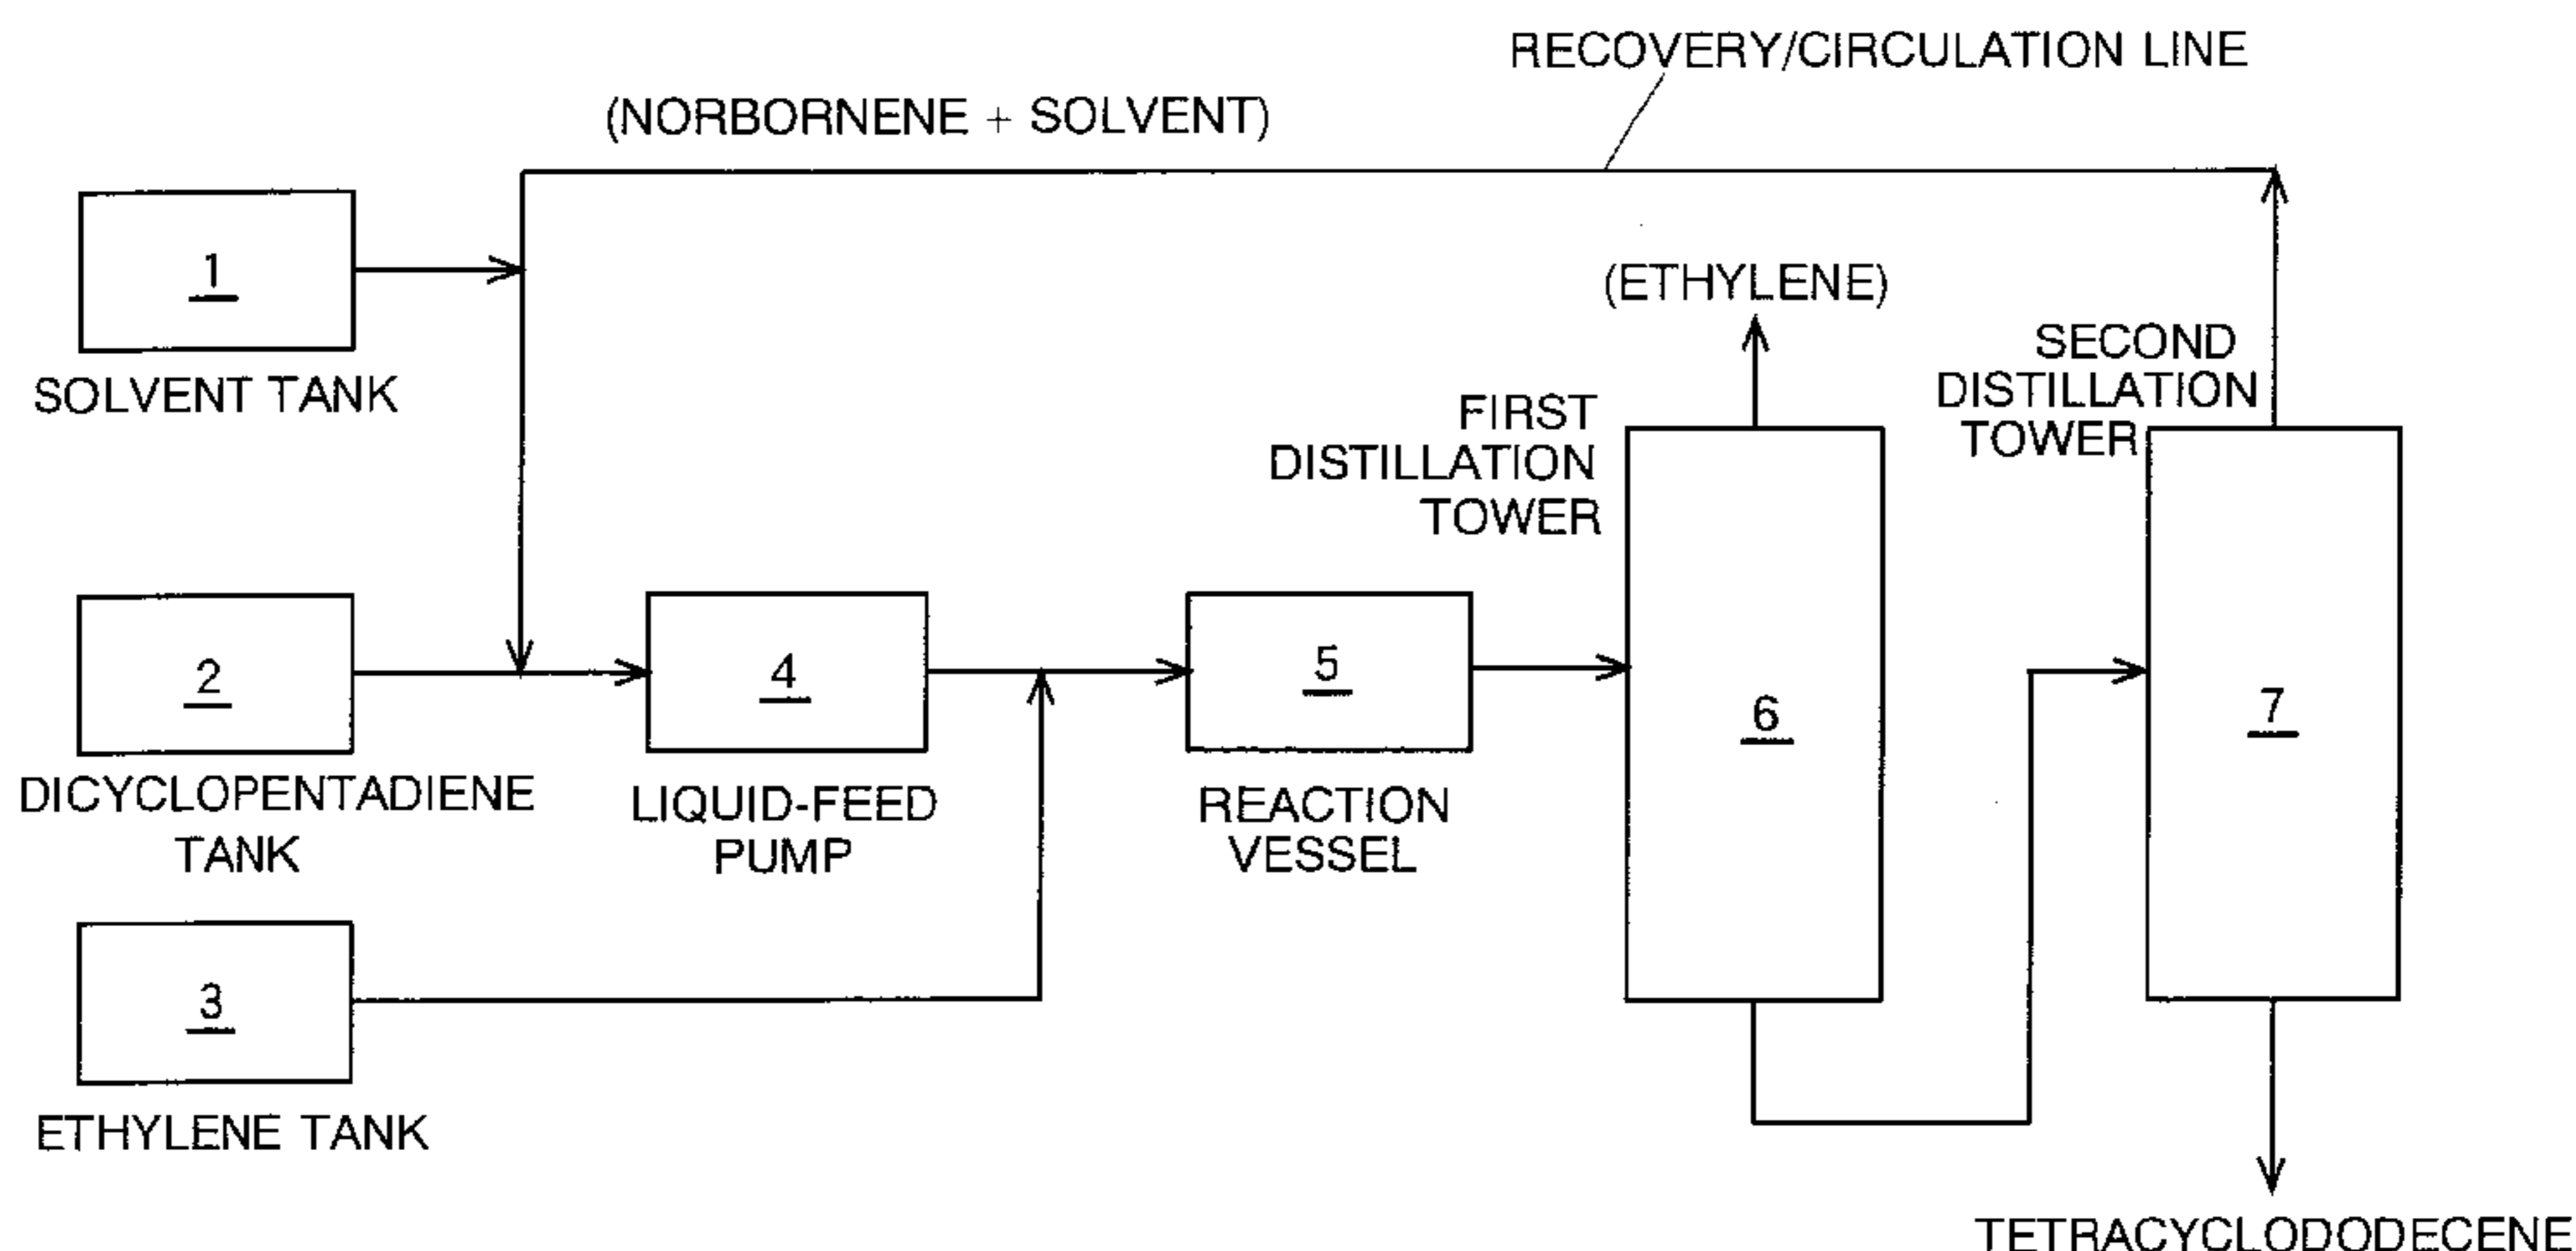 RECOVERY/CIRCULATION LINE
(NORBORNENE + SOLVENT)
1
SOLVENT TANK
(ETHYLENE)
FIRST
DISTILLATION
TOWER
SECOND
DISTILLATION
TOWER
2
DICYCLOPENTADIENE
TANK
4
LIQUID-FEED
PUMP
5
REACTION
VESSEL
6
7
3
ETHYLENE TANK
TETRACYCLODODECENE